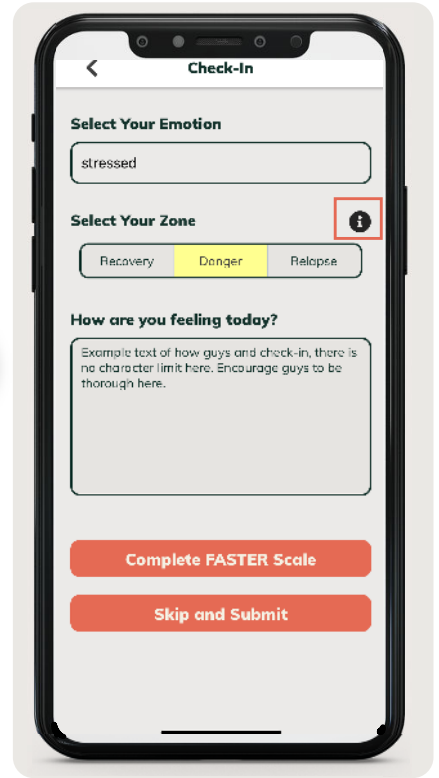 Check-In
Select Your Emotion
stressed
Select Your Zone
i
Recovery Danger Relapse
How are you feeling today?
Example text of how guys and check-in, there is
no character limit here. Encourage guys to be
thorough here.
Complete FASTER Scale
Skip and Submit